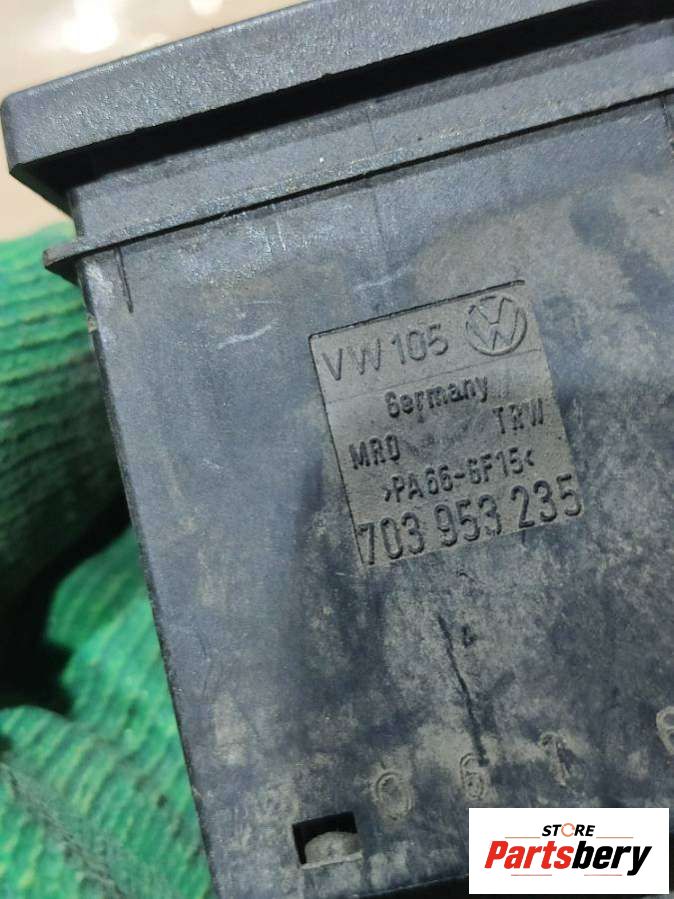 VW 105
Germany
MRO TRW
>PA66-GF15<
703 953 235
STORE
Partsbery